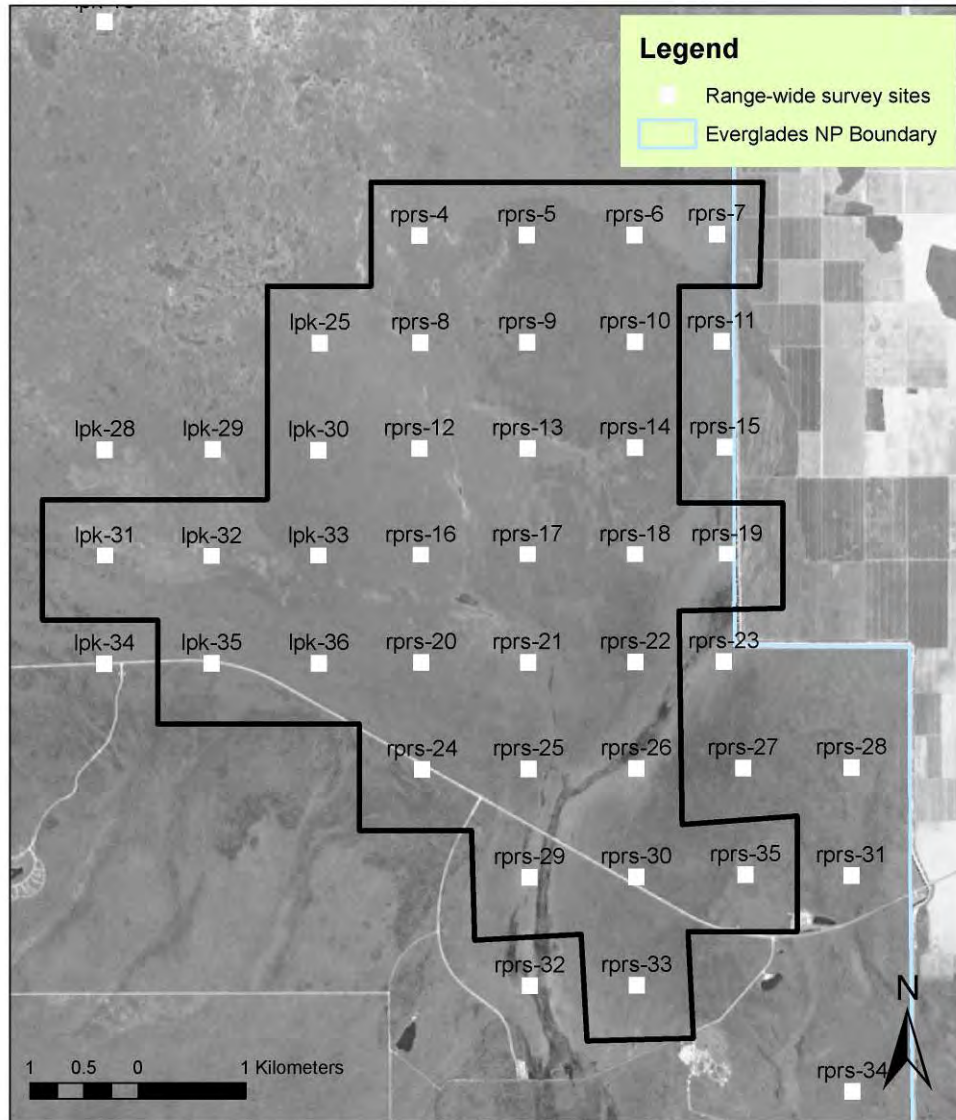 Legend
Range-wide survey sites
Everglades NP Boundary
rprs-4 rprs-5 rprs-6 rprs-7
lpk-25 rprs-8 rprs-9 rprs-10 rprs-11
lpk-28 lpk-29 lpk-30 rprs-12 rprs-13 rprs-14 rprs-15
lpk-31 lpk-32 lpk-33 rprs-16 rprs-17 rprs-18 rprs-19
lpk-34 lpk-35 lpk-36 rprs-20 rprs-21 rprs-22 rprs-23
rprs-24 rprs-25 rprs-26 rprs-27 rprs-28
rprs-29 rprs-30 rprs-35 rprs-31
rprs-32 rprs-33
N
1 0.5 0 1 Kilometers
rprs-34